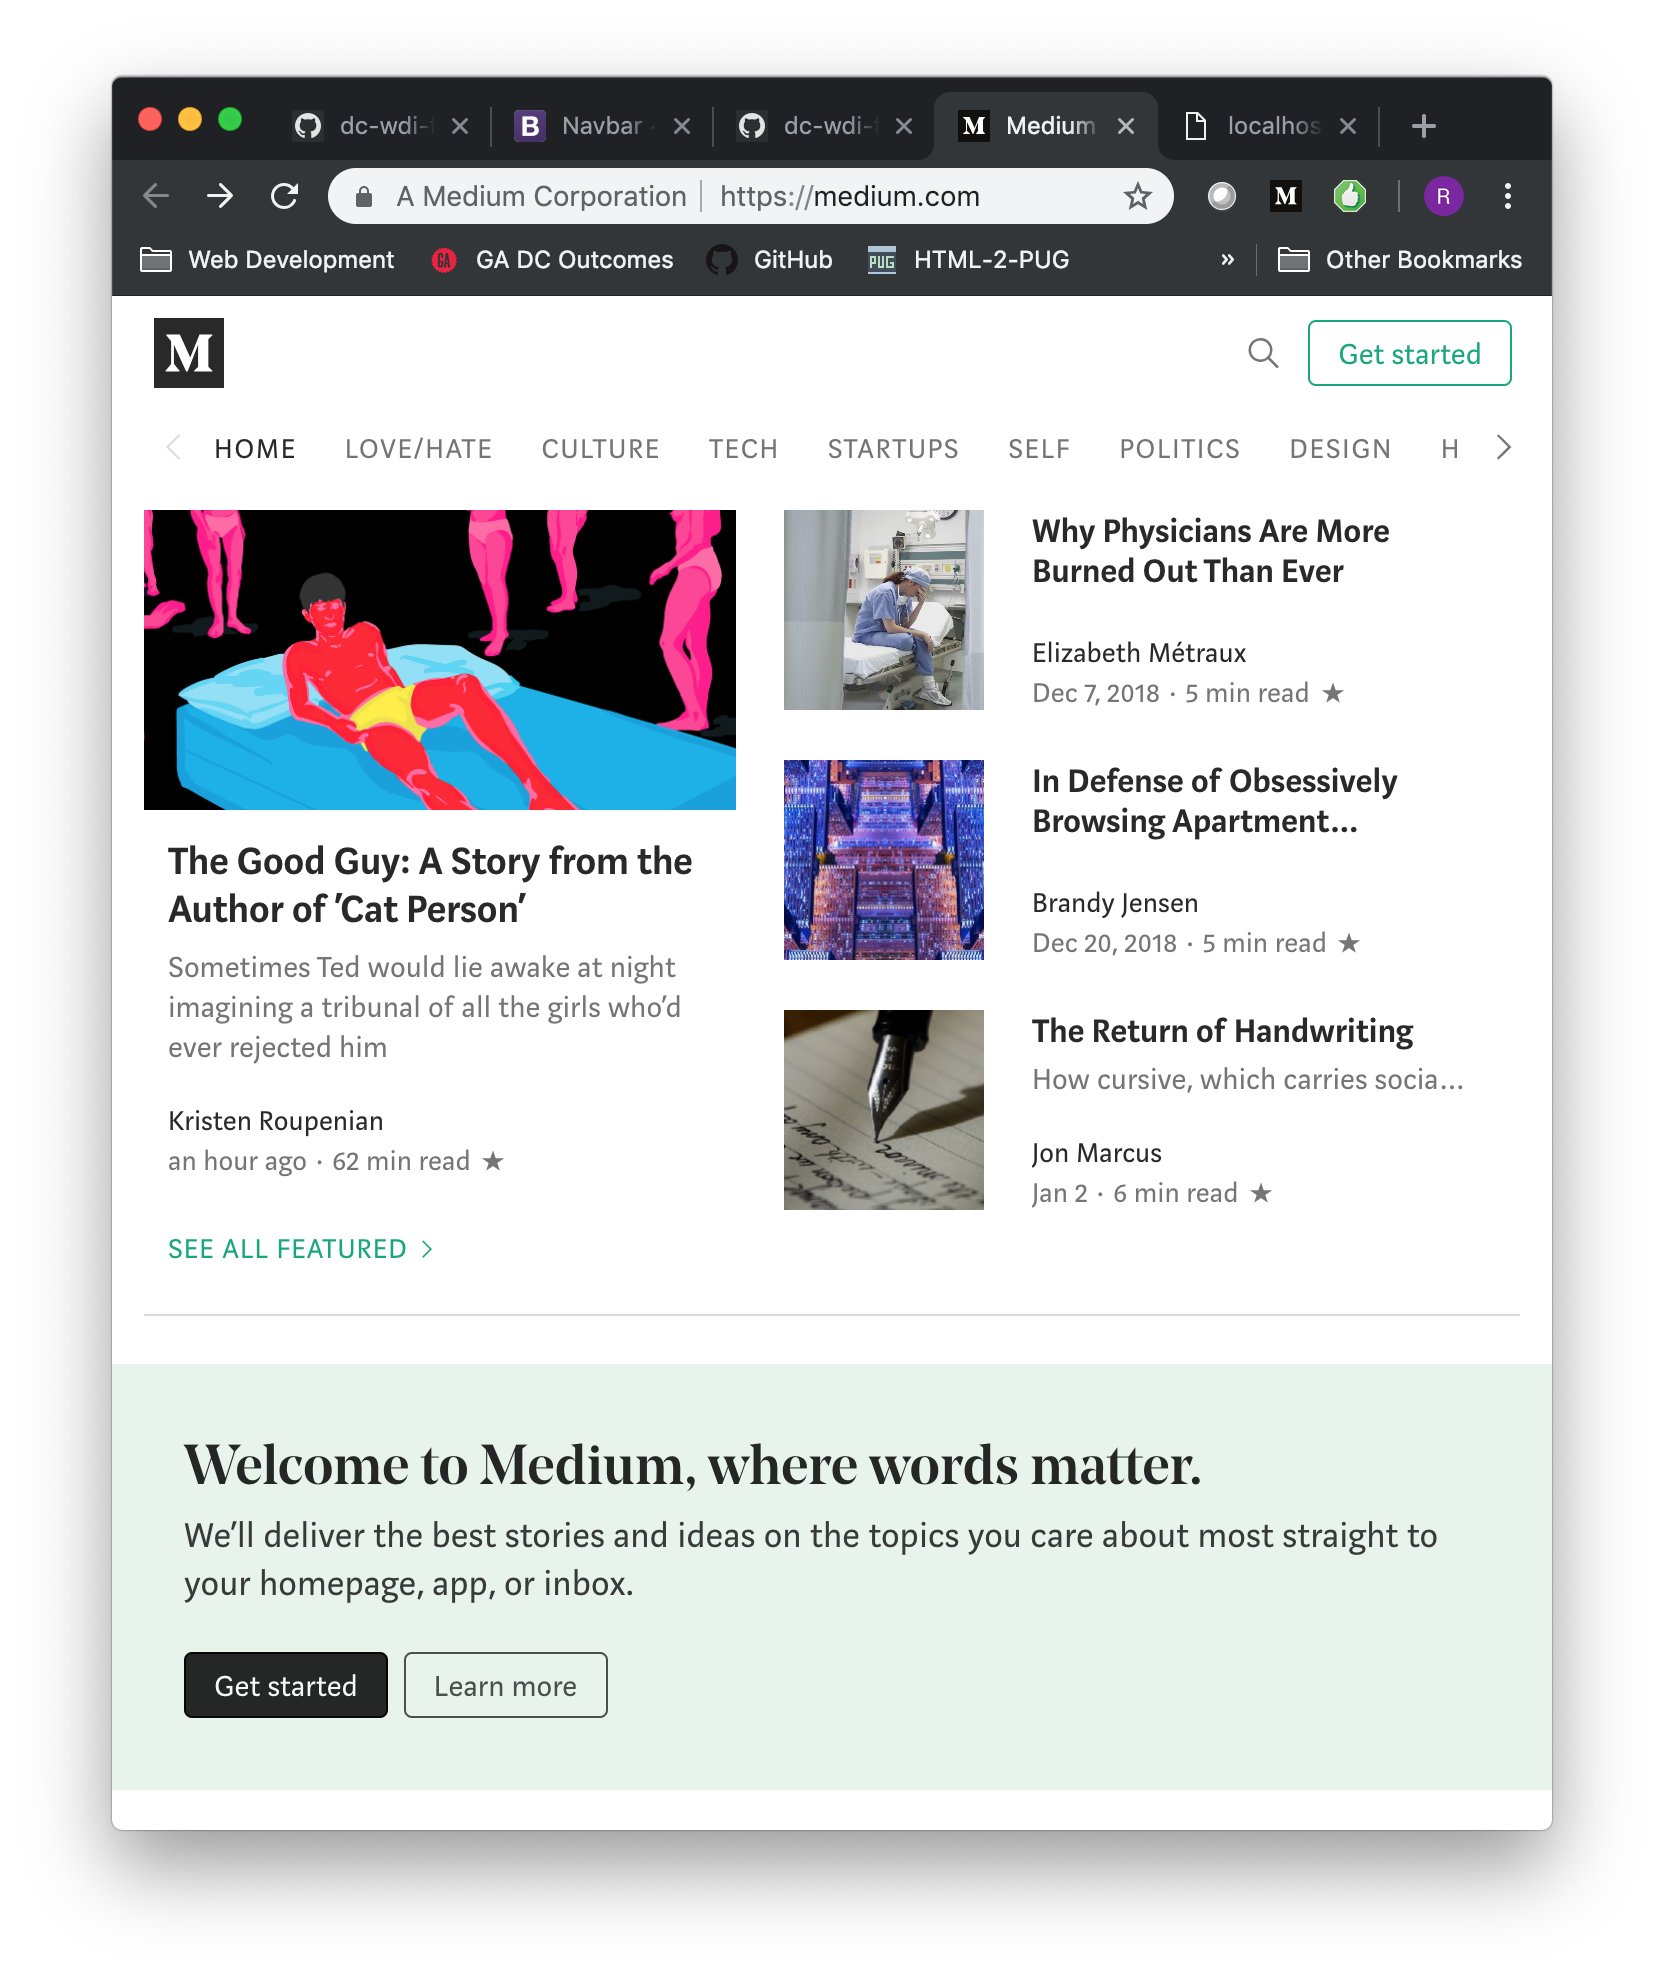 dc-wdi-
Navbar
dc-wdi-
M Medium
localhos
A Medium Corporation | https://medium.com
M
R
Web Development
GA DC Outcomes
GitHub
PUG HTML-2-PUG
»
Other Bookmarks
M
Get started
HOME LOVE/HATE CULTURE TECH STARTUPS SELF POLITICS DESIGN H
The Good Guy: A Story from the
Author of ’Cat Person’
Sometimes Ted would lie awake at night
imagining a tribunal of all the girls who’d
ever rejected him
Kristen Roupenian
an hour ago · 62 min read ★
SEE ALL FEATURED
Why Physicians Are More
Burned Out Than Ever
Elizabeth Métraux
Dec 7, 2018 · 5 min read ★
In Defense of Obsessively
Browsing Apartment…
Brandy Jensen
Dec 20, 2018 · 5 min read ★
The Return of Handwriting
How cursive, which carries socia…
Jon Marcus
Jan 2 · 6 min read ★
Welcome to Medium, where words matter.
We’ll deliver the best stories and ideas on the topics you care about most straight to
your homepage, app, or inbox.
Get started
Learn more